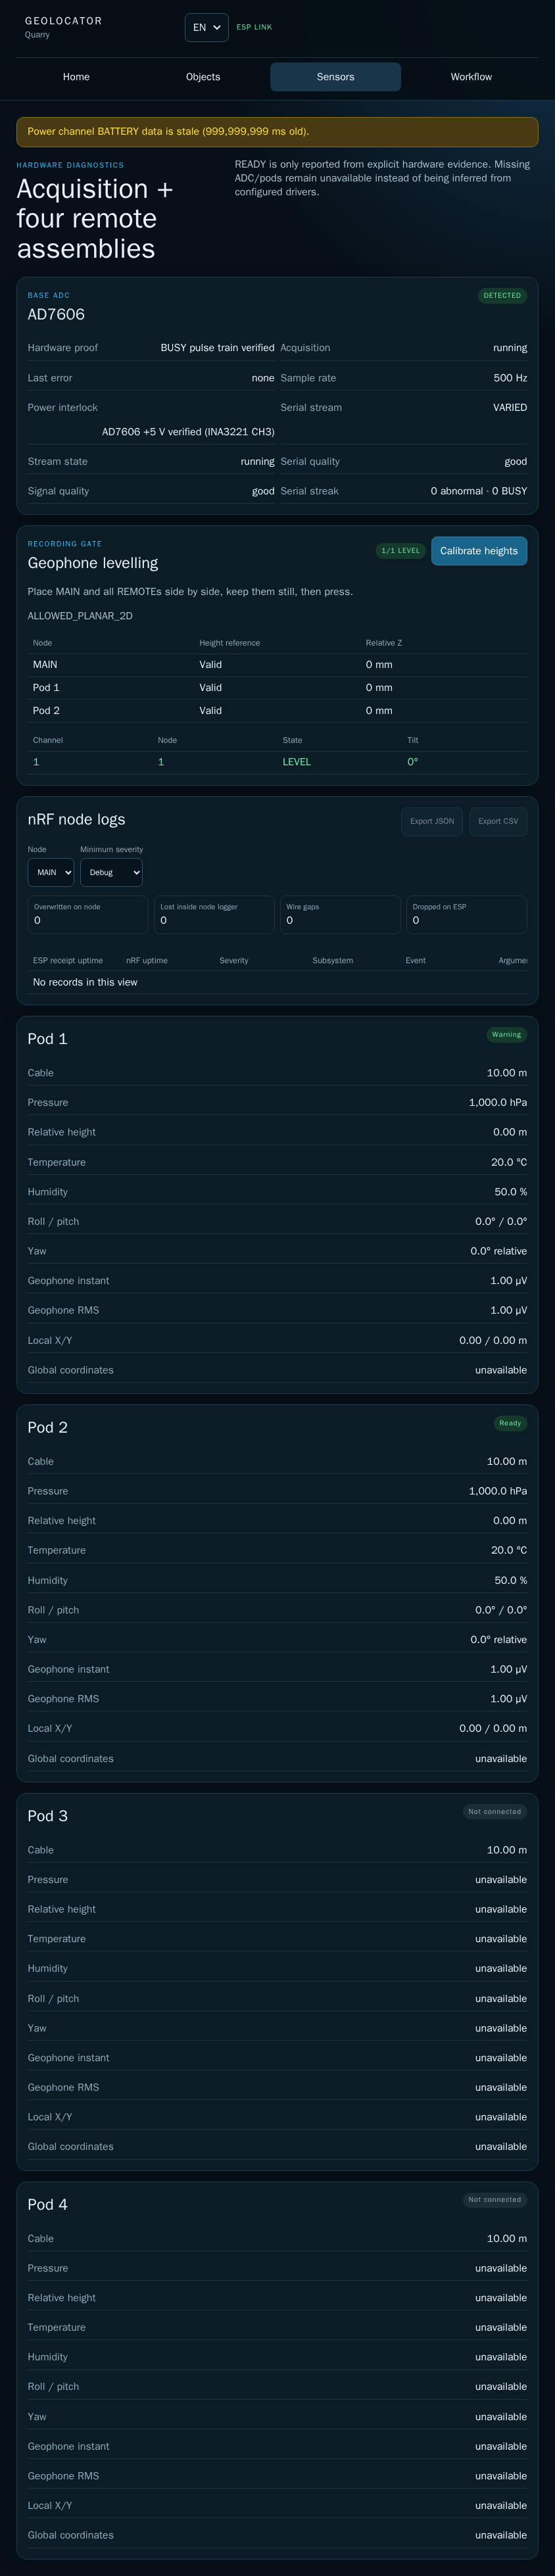 GEOLOCATOR
Quarry
EN
ESP LINK
Home
Objects
Sensors
Workflow
Power channel BATTERY data is stale (999,999,999 ms old).
HARDWARE DIAGNOSTICS
Acquisition +
four remote
assemblies
READY is only reported from explicit hardware evidence. Missing
ADC/pods remain unavailable instead of being inferred from
configured drivers.
BASE ADC
AD7606
DETECTED
Hardware proof BUSY pulse train verified
Acquisition running
Last error none
Sample rate 500 Hz
Power interlock
AD7606 +5 V verified (INA3221 CH3)
Serial stream VARIED
Stream state running
Serial quality good
Signal quality good
Serial streak 0 abnormal · 0 BUSY
RECORDING GATE
Geophone levelling
1/1 LEVEL
Calibrate heights
Place MAIN and all REMOTEs side by side, keep them still, then press.
ALLOWED_PLANAR_2D
Node Height reference Relative Z
MAIN Valid 0 mm
Pod 1 Valid 0 mm
Pod 2 Valid 0 mm
Channel Node State Tilt
1 1 LEVEL 0°
nRF node logs
Export JSON
Export CSV
Node
MAIN
Minimum severity
Debug
Overwritten on node
0
Lost inside node logger
0
Wire gaps
0
Dropped on ESP
0
ESP receipt uptime nRF uptime Severity Subsystem Event Argumen
No records in this view
Pod 1
Warning
Cable 10.00 m
Pressure 1,000.0 hPa
Relative height 0.00 m
Temperature 20.0 °C
Humidity 50.0 %
Roll / pitch 0.0° / 0.0°
Yaw 0.0° relative
Geophone instant 1.00 µV
Geophone RMS 1.00 µV
Local X/Y 0.00 / 0.00 m
Global coordinates unavailable
Pod 2
Ready
Cable 10.00 m
Pressure 1,000.0 hPa
Relative height 0.00 m
Temperature 20.0 °C
Humidity 50.0 %
Roll / pitch 0.0° / 0.0°
Yaw 0.0° relative
Geophone instant 1.00 µV
Geophone RMS 1.00 µV
Local X/Y 0.00 / 0.00 m
Global coordinates unavailable
Pod 3
Not connected
Cable 10.00 m
Pressure unavailable
Relative height unavailable
Temperature unavailable
Humidity unavailable
Roll / pitch unavailable
Yaw unavailable
Geophone instant unavailable
Geophone RMS unavailable
Local X/Y unavailable
Global coordinates unavailable
Pod 4
Not connected
Cable 10.00 m
Pressure unavailable
Relative height unavailable
Temperature unavailable
Humidity unavailable
Roll / pitch unavailable
Yaw unavailable
Geophone instant unavailable
Geophone RMS unavailable
Local X/Y unavailable
Global coordinates unavailable